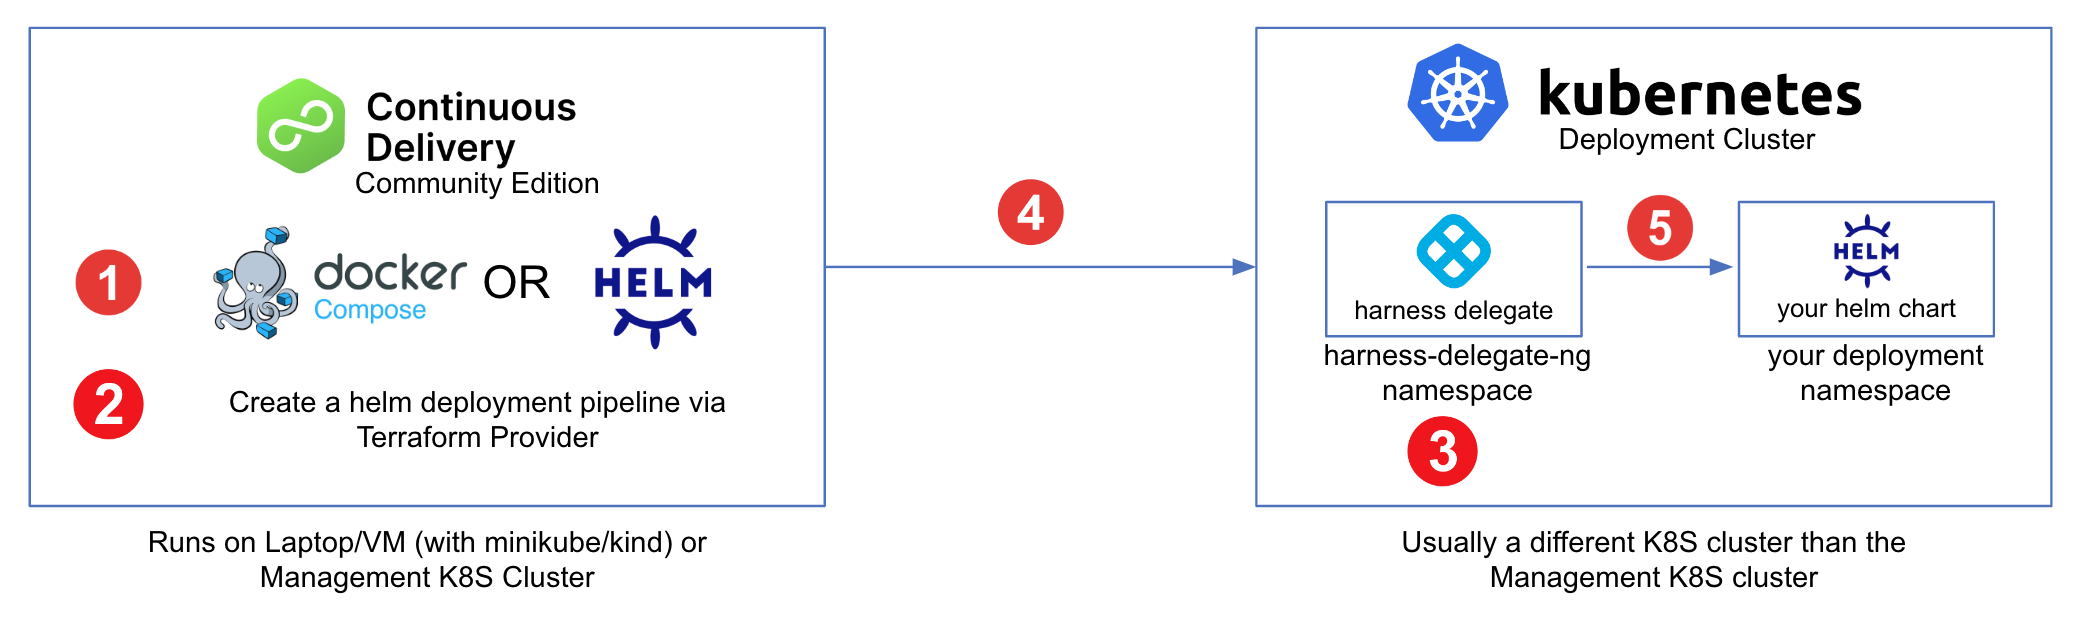 Continuous
Delivery
Community Edition
1
docker
Compose
OR
HELM
2
Create a helm deployment pipeline via
Terraform Provider
Runs on Laptop/VM (with minikube/kind) or
Management K8S Cluster
4
kubernetes
Deployment Cluster
harness delegate
harness-delegate-ng
namespace
3
5
HELM
your helm chart
your deployment
namespace
Usually a different K8S cluster than the
Management K8S cluster